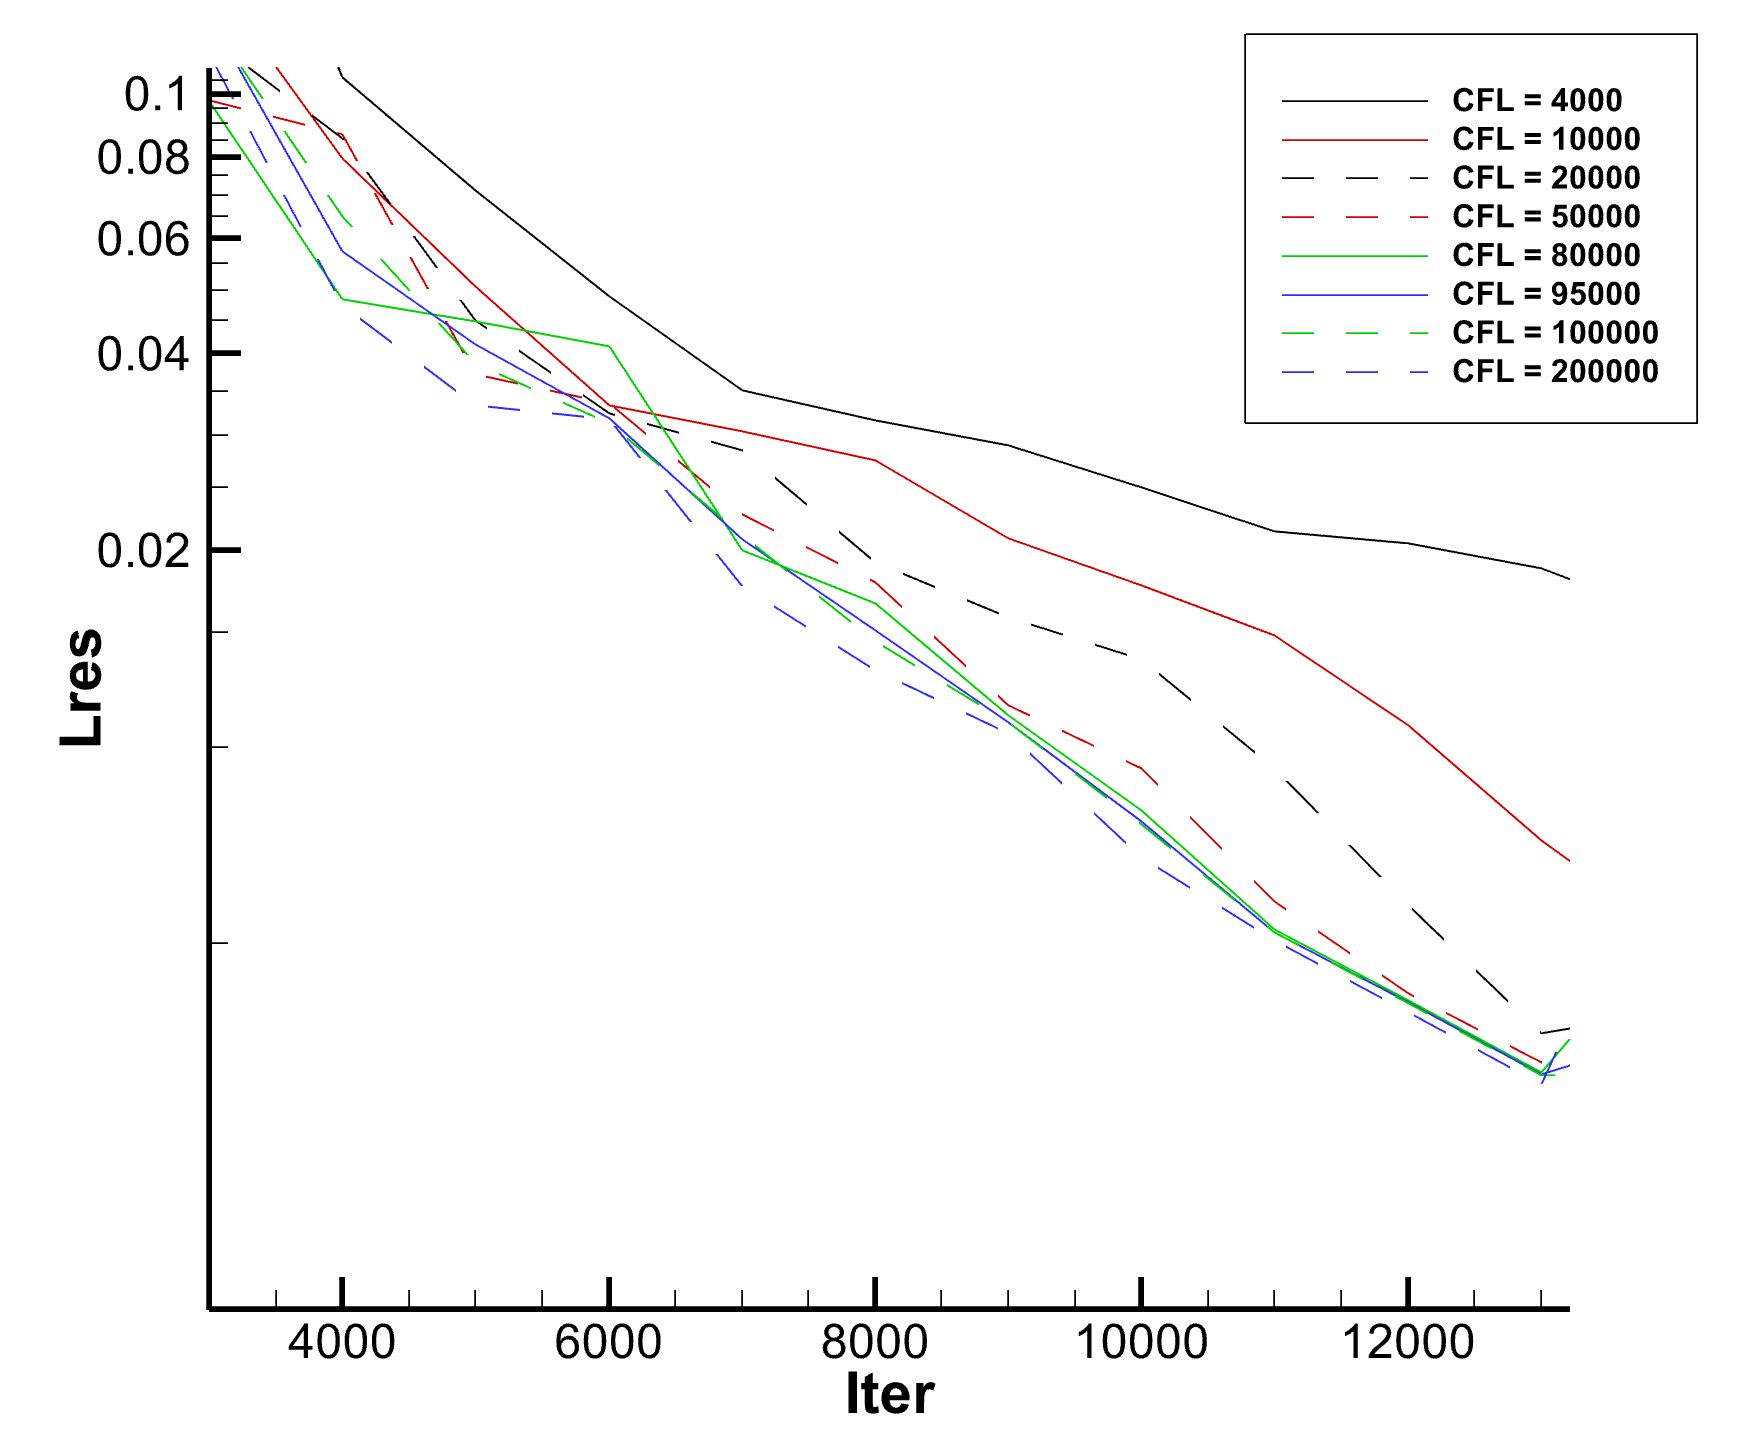 0.1
0.08
0.06
0.04
0.02
Lres
4000
6000
8000
10000
12000
Iter
CFL = 4000
CFL = 10000
CFL = 20000
CFL = 50000
CFL = 80000
CFL = 95000
CFL = 100000
CFL = 200000